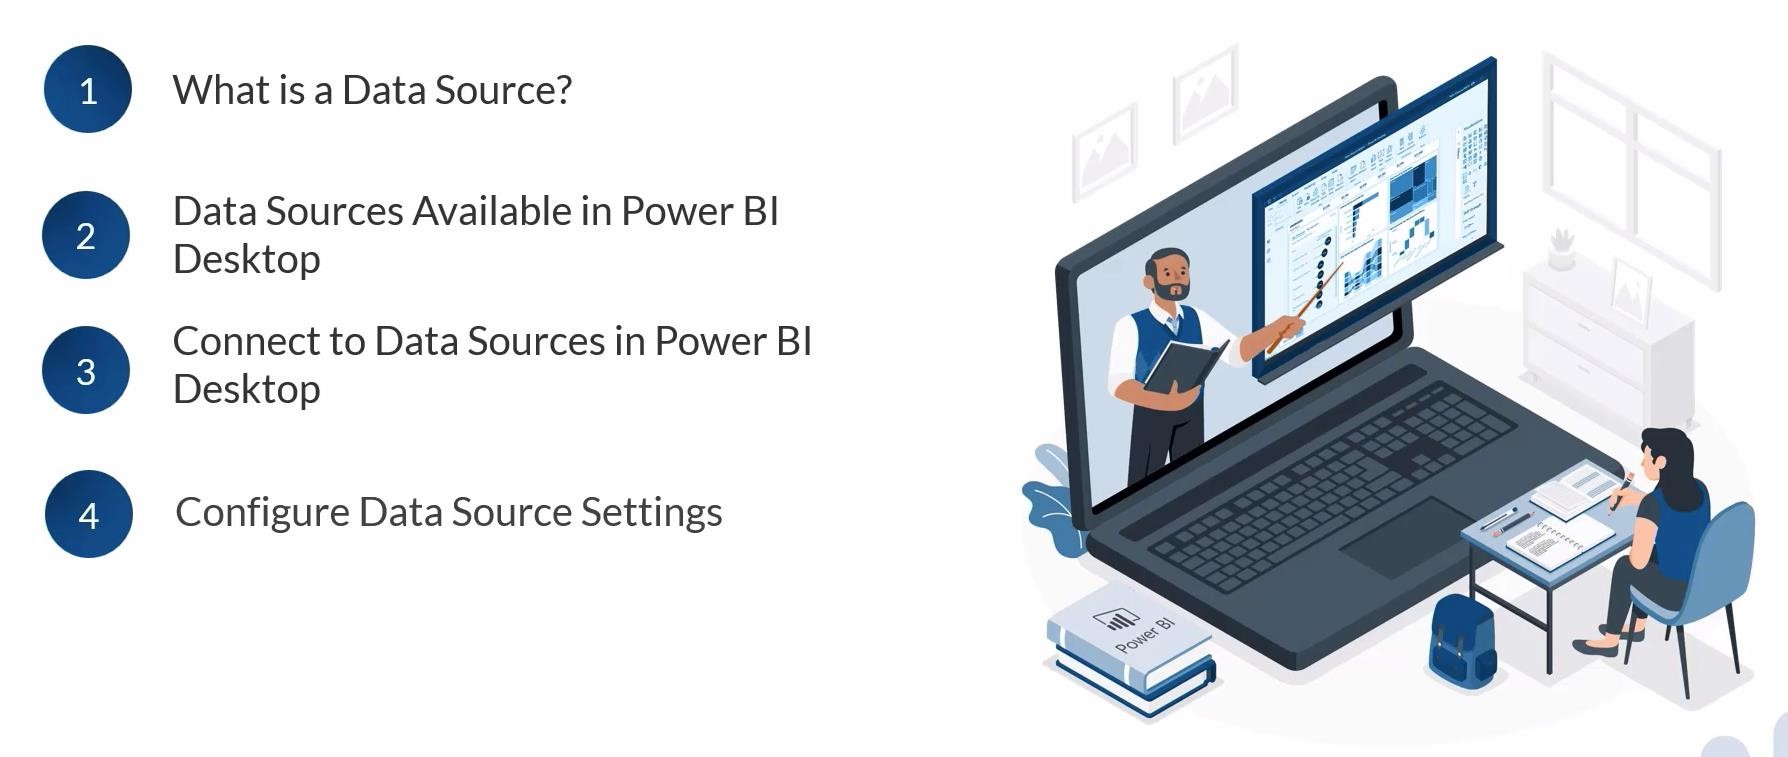 1 What is a Data Source?
2 Data Sources Available in Power BI
Desktop
3 Connect to Data Sources in Power BI
Desktop
4 Configure Data Source Settings
Power BI